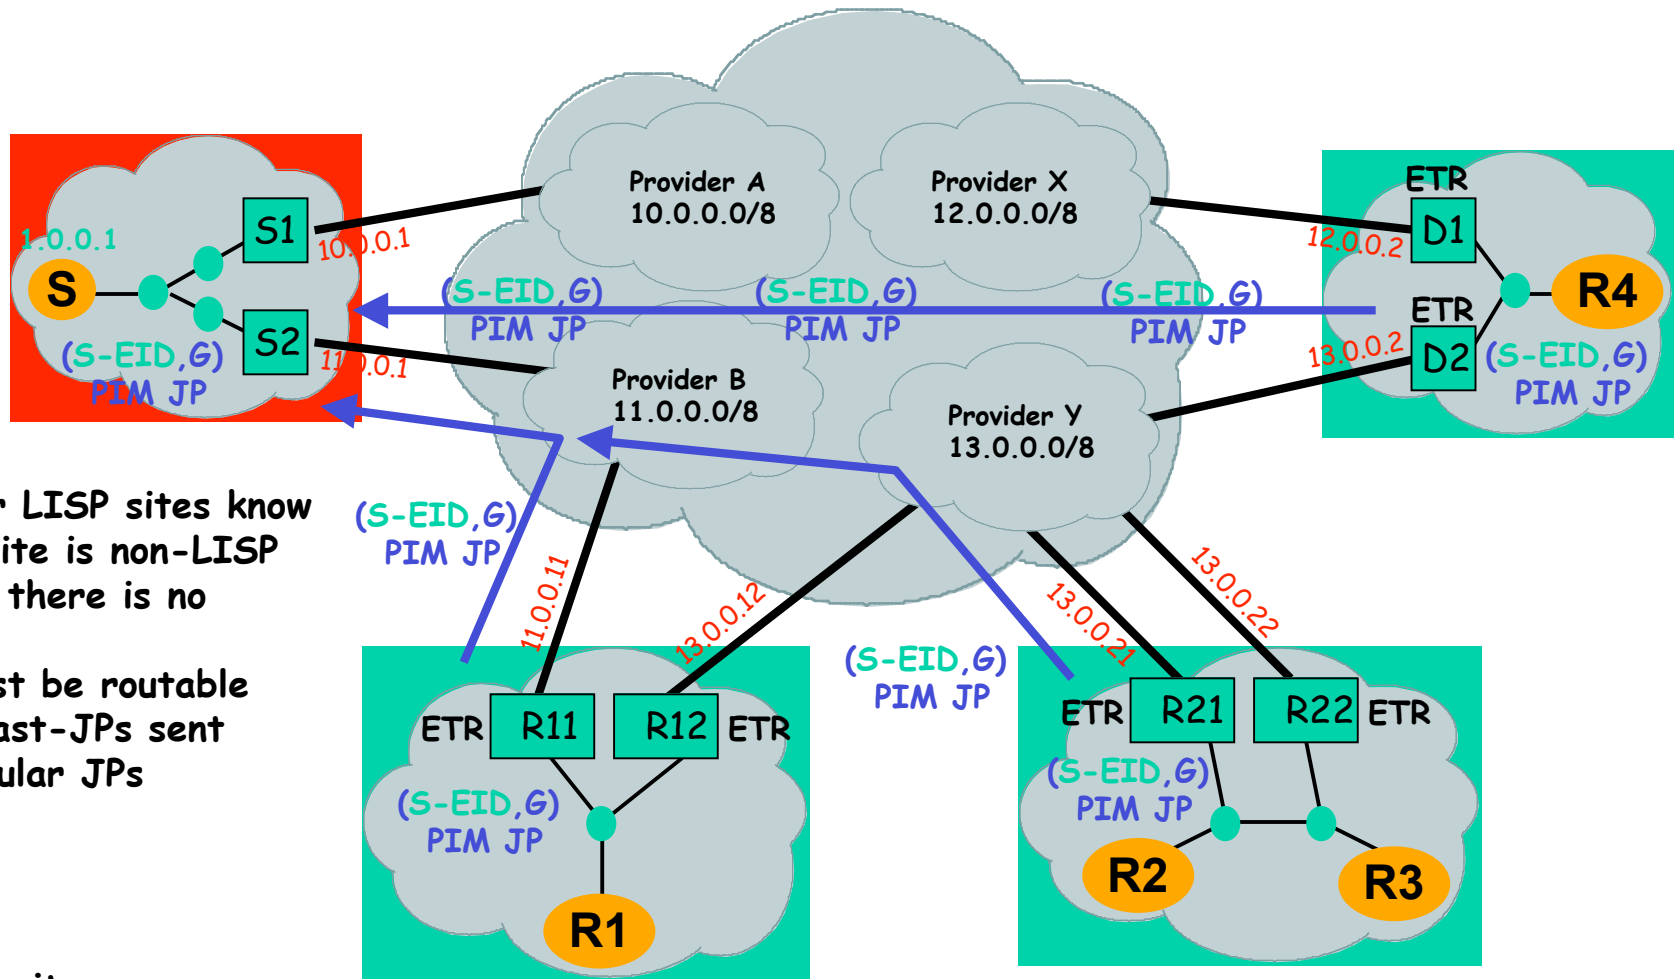 Provider A
10.0.0.0/8
Provider X
12.0.0.0/8
ETR
D1
12.0.0.2
R4
S1
1.0.0.1
10.0.0.1
S
(S-EID,G)
PIM JP
(S-EID,G)
PIM JP
(S-EID,G)
PIM JP
ETR
D2
13.0.0.2
(S-EID,G)
PIM JP
S2
(S-EID,G)
PIM JP
Provider B
11.0.0.0/8
Provider Y
13.0.0.0/8
LISP sites know
is non-LISP
there is no
be routable
sent
JPs
(S-EID,G)
PIM JP
11.0.0.11
13.0.0.12
13.0.0.21
13.0.0.22
(S-EID,G)
PIM JP
ETR
R11
R12
ETR
(S-EID,G)
PIM JP
R1
ETR
R21
R22
ETR
(S-EID,G)
PIM JP
R2
R3